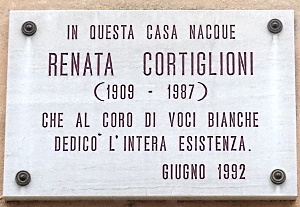 IN QUESTA CASA NACQUE
RENATA CORTIGLIONI
(1909 - 1987)
CHE AL CORO DI VOCI BIANCHE
DEDICO' L'INTERA ESISTENZA.
GIUGNO 1992